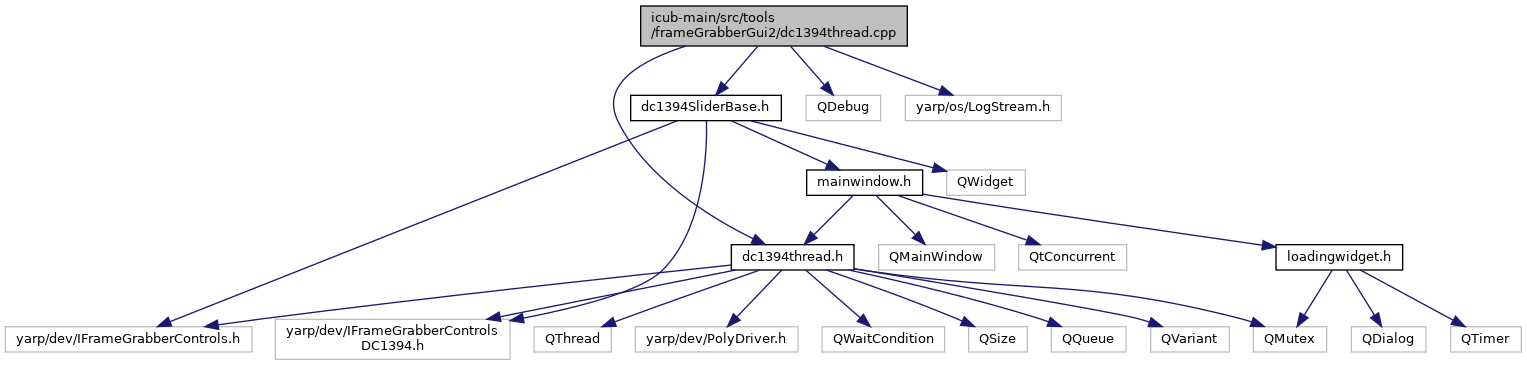 icub-main/src/tools
/frameGrabberGui2/dc1394thread.cpp
dc1394SliderBase.h
QDebug
yarp/os/LogStream.h
mainwindow.h
QWidget
dc1394thread.h
QMainWindow
QtConcurrent
loadingwidget.h
yarp/dev/IFrameGrabberControls.h
yarp/dev/IFrameGrabberControls
DC1394.h
QThread
yarp/dev/PolyDriver.h
QWaitCondition
QSize
QQueue
QVariant
QMutex
QDialog
QTimer